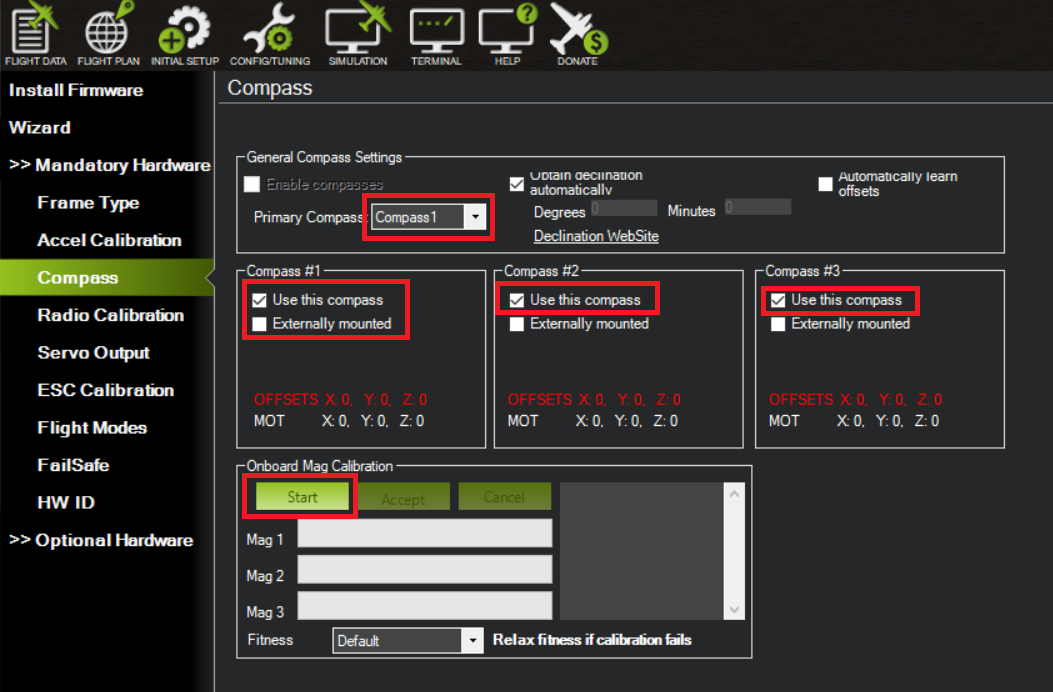 FLIGHT DATA FLIGHT PLAN INITIAL SETUP CONFIG/TUNING SIMULATION TERMINAL HELP DONATE
Install Firmware
Wizard
>> Mandatory Hardware
Frame Type
Accel Calibration
Compass
Radio Calibration
Servo Output
ESC Calibration
Flight Modes
FailSafe
HW ID
>> Optional Hardware
Compass
General Compass Settings
Enable compasses
Obtain declination
automatically
Automatically learn
offsets
Primary Compass: Compass1
Degrees 0 Minutes 0
Declination WebSite
Compass #1
Use this compass
Externally mounted
OFFSETS X: 0, Y: 0, Z: 0
MOT X: 0, Y: 0, Z: 0
Compass #2
Use this compass
Externally mounted
OFFSETS X: 0, Y: 0, Z: 0
MOT X: 0, Y: 0, Z: 0
Compass #3
Use this compass
Externally mounted
OFFSETS X: 0, Y: 0, Z: 0
MOT X: 0, Y: 0, Z: 0
Onboard Mag Calibration
Start Accept Cancel
Mag 1
Mag 2
Mag 3
Fitness Default Relax fitness if calibration fails